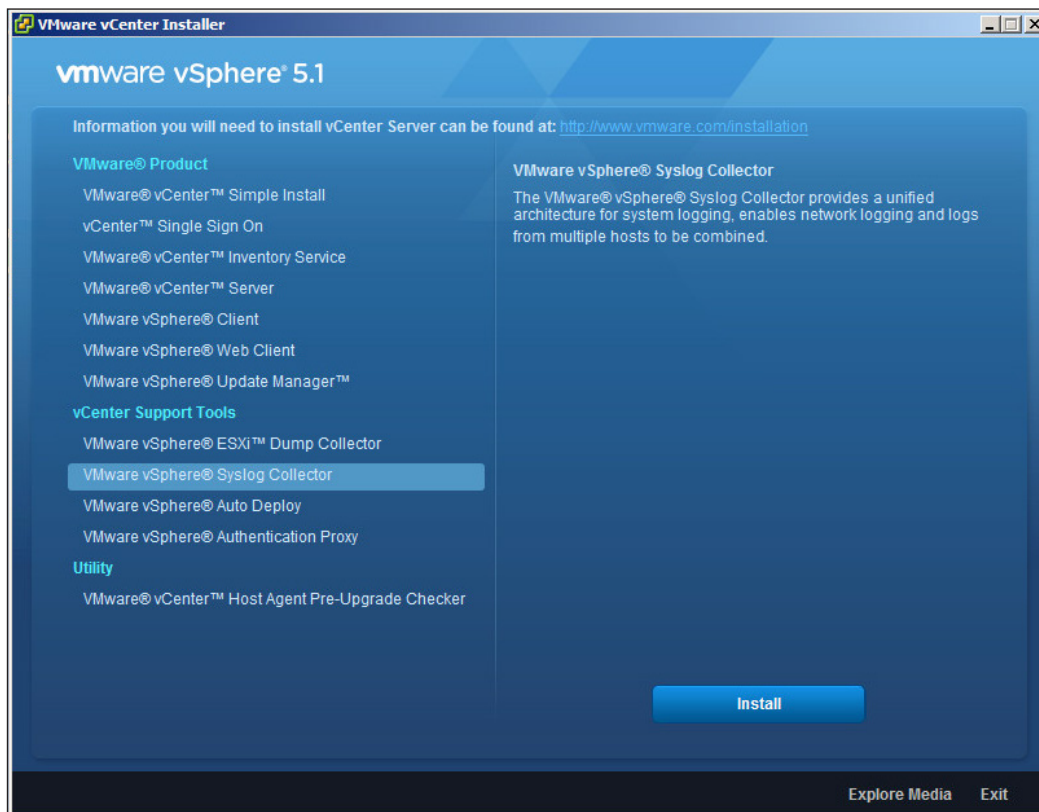 VMware vCenter Installer
vmware vSphere® 5.1
Information you will need to install vCenter Server can be found at: http://www.vmware.com/installation
VMware® Product
VMware® vCenter™ Simple Install
vCenter™ Single Sign On
VMware® vCenter™ Inventory Service
VMware® vCenter™ Server
VMware vSphere® Client
VMware vSphere® Web Client
VMware vSphere® Update Manager™
vCenter Support Tools
VMware vSphere® ESXi™ Dump Collector
VMware vSphere® Syslog Collector
VMware vSphere® Auto Deploy
VMware vSphere® Authentication Proxy
Utility
VMware® vCenter™ Host Agent Pre-Upgrade Checker
VMware vSphere® Syslog Collector
The VMware® vSphere® Syslog Collector provides a unified
architecture for system logging, enables network logging and logs
from multiple hosts to be combined.
Install
Explore Media
Exit